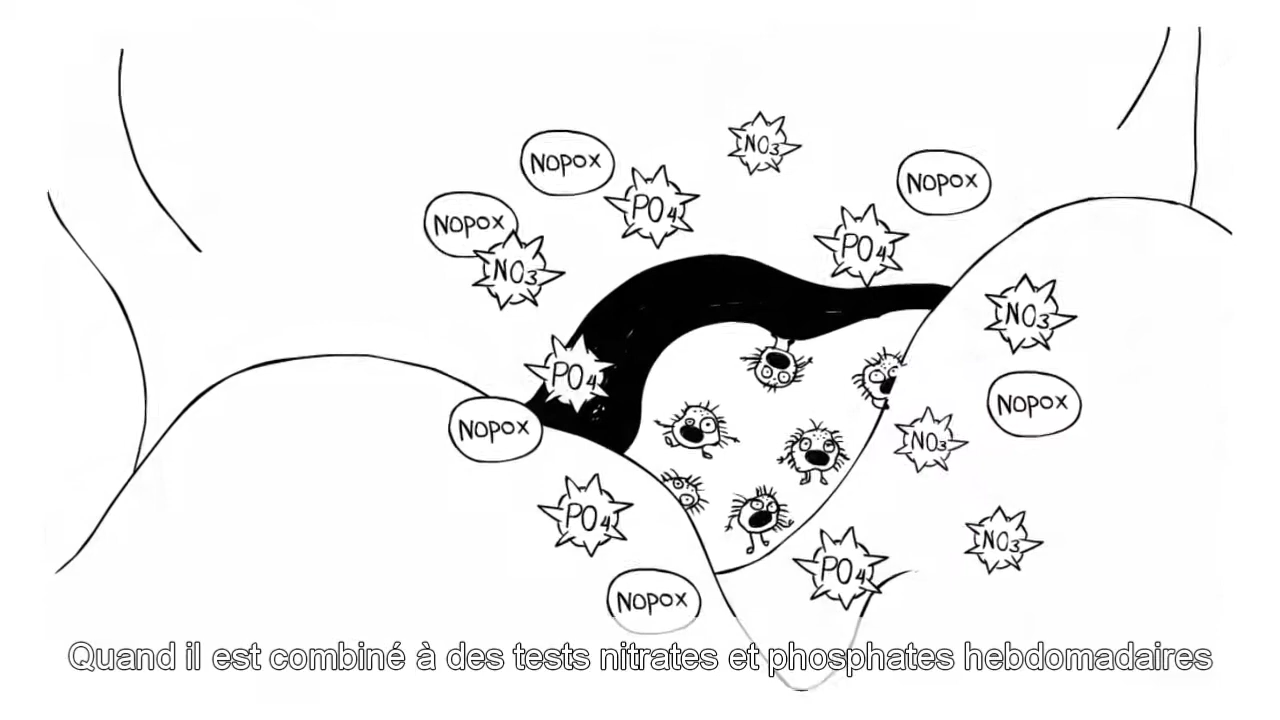 NO₃
NOPOX
NOPOX
PO₄
NOPOX
PO₄
NO₃
NO₃
PO₄
NOPOX
NOPOX
NO₃
PO₄
NO₃
PO₄
NOPOX
Quand il est combiné à des tests nitrates et phosphates hebdomadaires